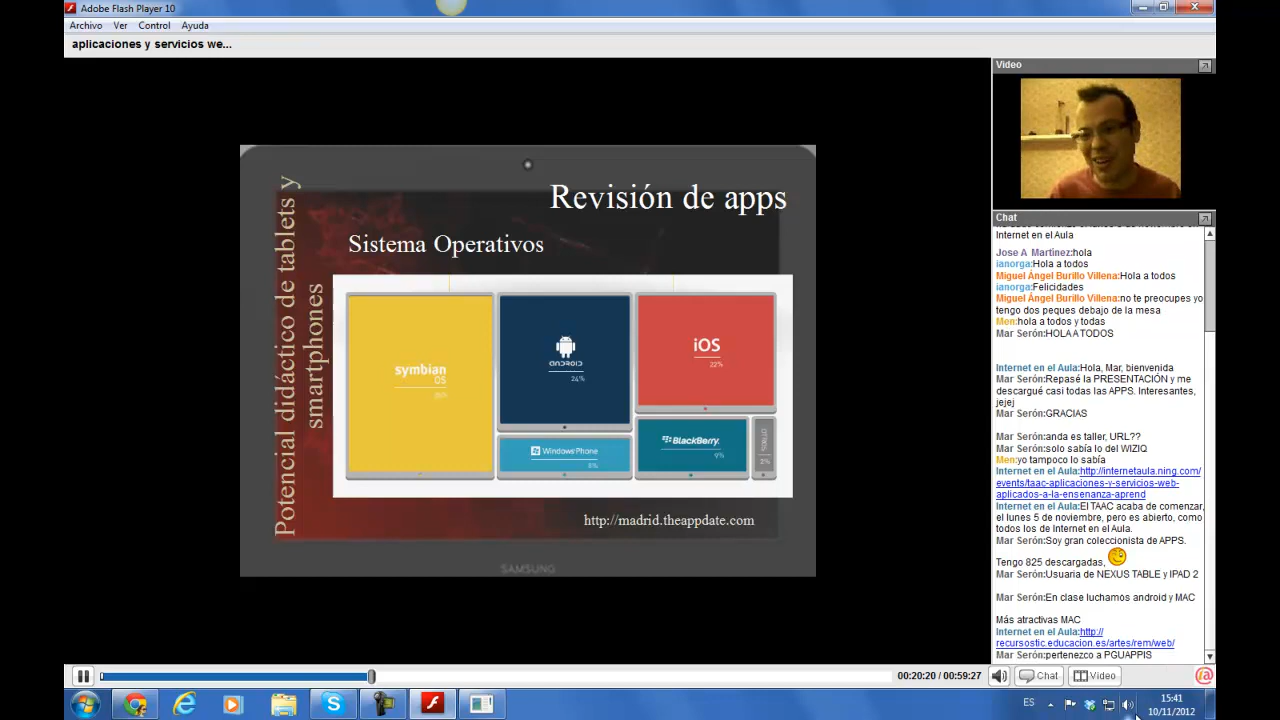 Adobe Flash Player 10
Archivo Ver Control Ayuda
aplicaciones y servicios we...
Potencial didáctico de tablets y
smartphones
Revisión de apps
Sistema Operativos
symbian
OS
ANDROID
24%
iOS
22%
Windows Phone
BlackBerry.
9%
http://madrid.theappdate.com
SAMSUNG
Video
Chat
Internet en el Aula
Jose A Martinez:hola
ianorga:Hola a todos
Miguel Ángel Burillo Villena:Hola a todos
ianorga:Felicidades
Miguel Ángel Burillo Villena:no te preocupes yo
tengo dos peques debajo de la mesa
Men:hola a todos y todas
Mar Serón:HOLA A TODOS
Internet en el Aula:Hola, Mar, bienvenida
Mar Serón:Repasé la PRESENTACIÓN y me
descargué casi todas las APPS. Interesantes,
jejej
Mar Serón:GRACIAS
Mar Serón:anda es taller, URL??
Mar Serón:solo sabía lo del WIZIQ
Men:yo tampoco lo sabía
Internet en el Aula:http://internetaula.ning.com/
events/taac-aplicaciones-y-servicios-web-
aplicados-a-la-ensenanza-aprend
Internet en el Aula:El TAAC acaba de comenzar,
el lunes 5 de noviembre, pero es abierto, como
todos los de Internet en el Aula.
Mar Serón:Soy gran coleccionista de APPS.
Tengo 825 descargadas,
Mar Serón:Usuaria de NEXUS TABLE y IPAD 2
Mar Serón:En clase luchamos android y MAC
Más atractivas MAC
Internet en el Aula:http://
recursostic.educacion.es/artes/rem/web/
Mar Serón:pertenezco a PGUAPPIS
00:20:20 / 00:59:27
Chat
Video
ES
15:41
10/11/2012